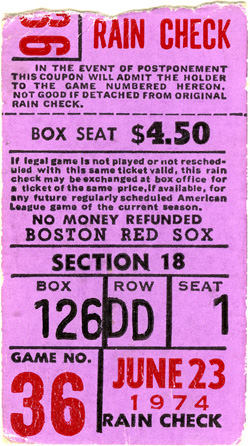 36
RAIN CHECK
IN THE EVENT OF POSTPONEMENT
THIS COUPON WILL ADMIT THE HOLDER
TO THE GAME NUMBERED HEREON.
NOT GOOD IF DETACHED FROM ORIGINAL
RAIN CHECK.
BOX SEAT $4.50
If legal game is not played or not resched-
uled with this same ticket valid, this rain
check may be exchanged at box office for
a ticket of the same price, if available, for
any future regularly scheduled American
League game of the current season.
NO MONEY REFUNDED
BOSTON RED SOX
SECTION 18
BOX ROW SEAT
126 DD 1
GAME NO.
36
JUNE 23
1974
RAIN CHECK